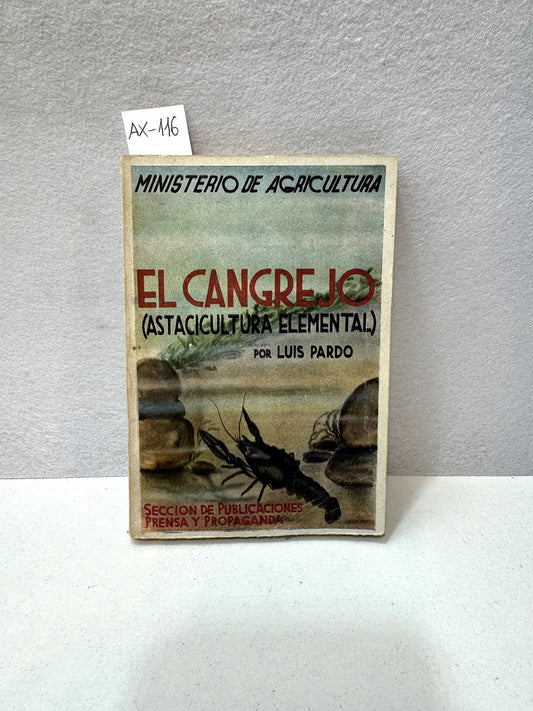 AX-116
MINISTERIO DE AGRICULTURA
EL CANGREJO
(ASTACICULTURA ELEMENTAL)
POR LUIS PARDO
SECCION DE PUBLICACIONES
PRENSA Y PROPAGANDA